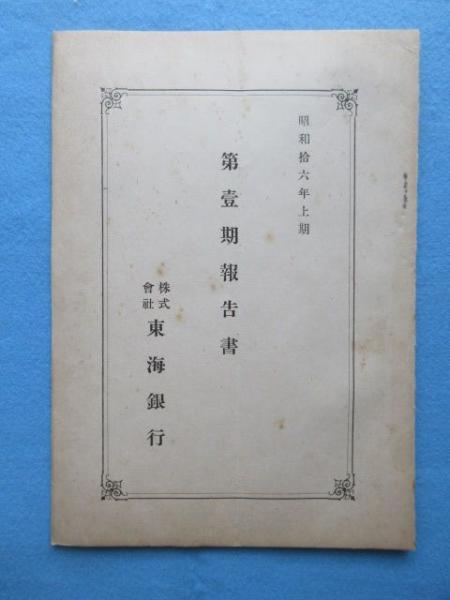 昭和拾六年上期
第壹期報告書
株式會社東海銀行